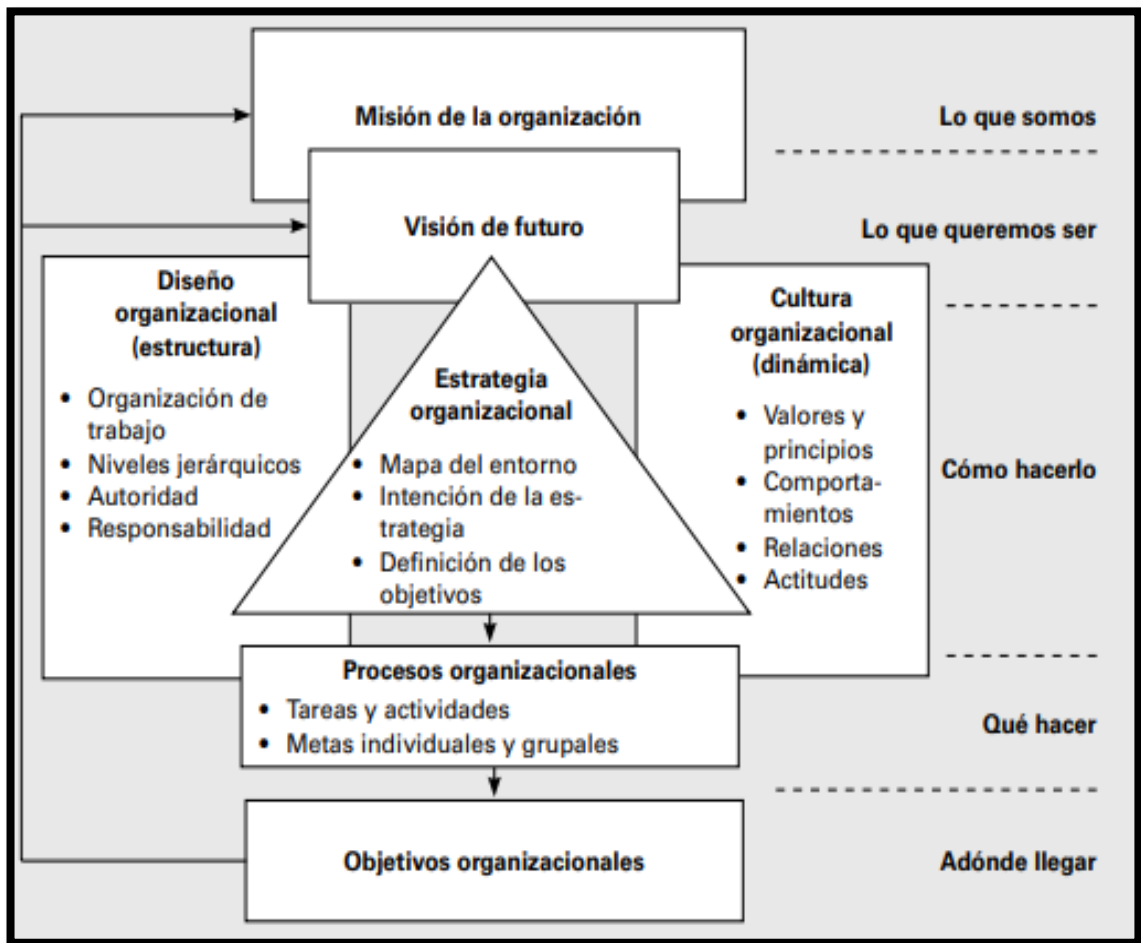 Misión de la organización
Lo que somos
Visión de futuro
Lo que queremos ser
Diseño
organizacional
(estructura)
• Organización de
trabajo
• Niveles jerárquicos
• Autoridad
• Responsabilidad
Estrategia
organizacional
• Mapa del entorno
• Intención de la es-
trategia
• Definición de los
objetivos
Cultura
organizacional
(dinámica)
• Valores y
principios
• Comporta-
mientos
• Relaciones
• Actitudes
Cómo hacerlo
Procesos organizacionales
• Tareas y actividades
• Metas individuales y grupales
Qué hacer
Objetivos organizacionales
Adónde llegar